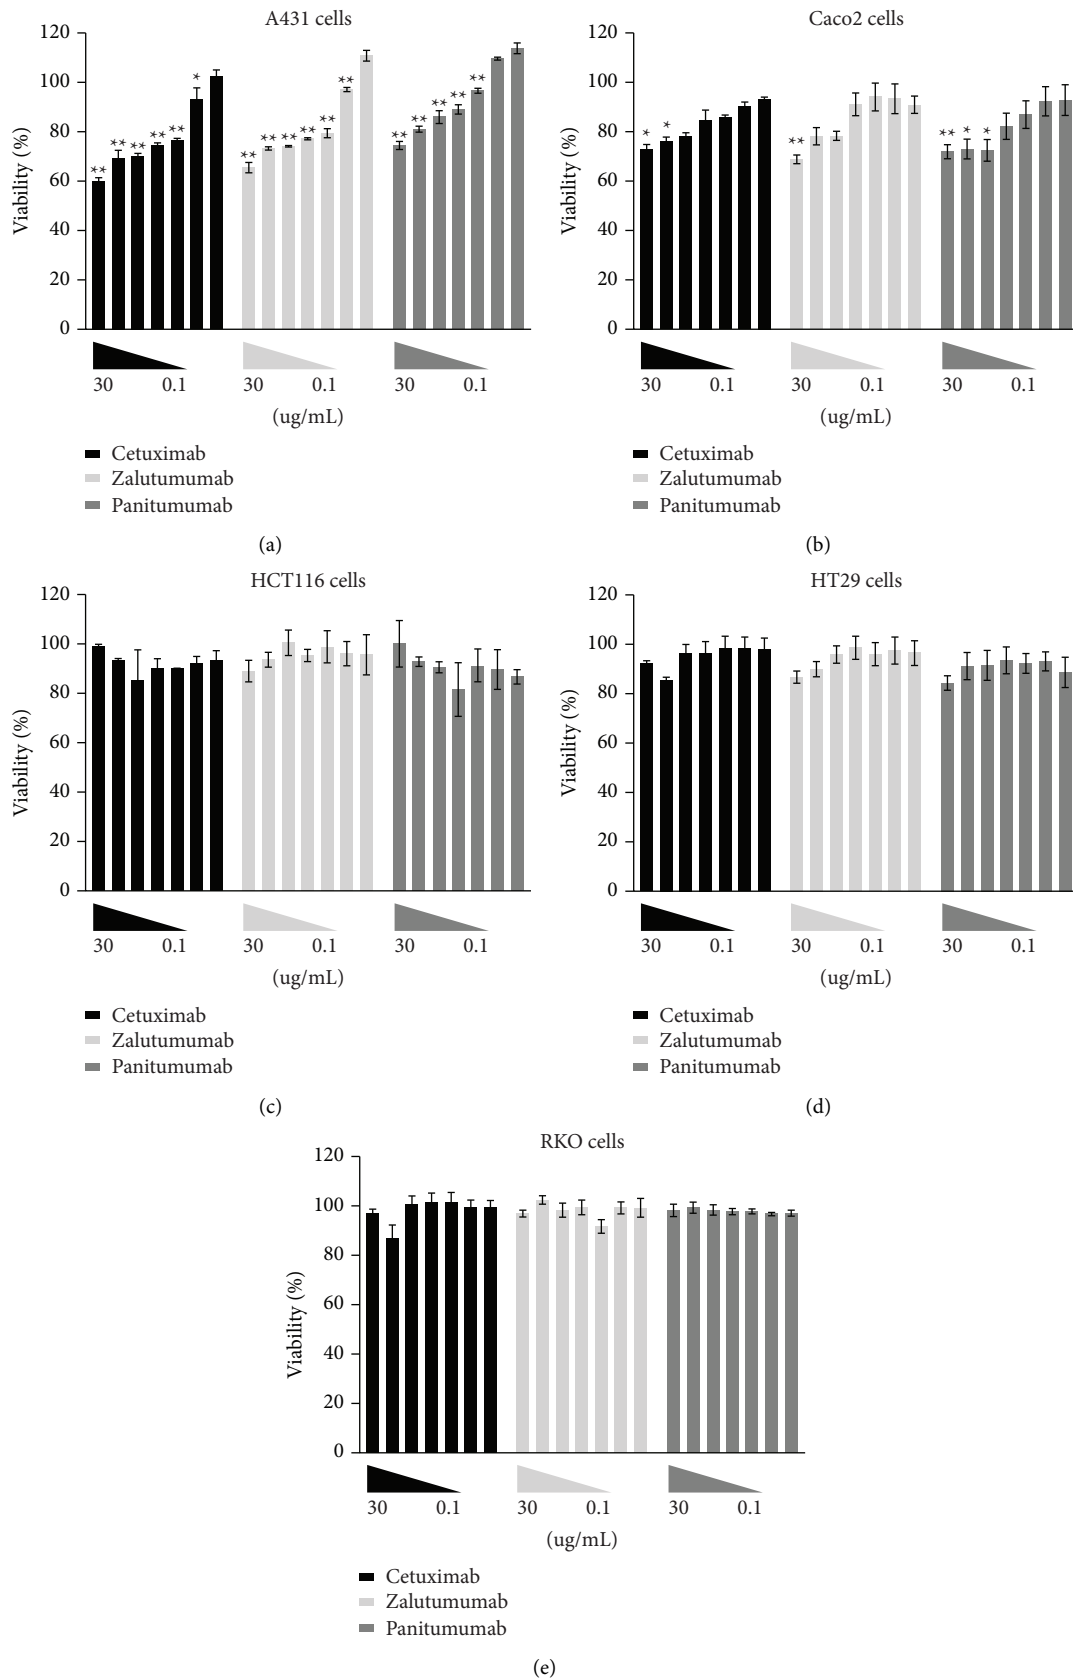 A431 cells
120
100
80
60
40
20
0
Viability (%)
** ** ** ** ** *
** ** ** ** ** **
** ** ** ** **
30 0.1 30 0.1 30 0.1
(ug/mL)
Cetuximab
Zalutumumab
Panitumumab
(a)
Caco2 cells
120
100
80
60
40
20
0
Viability (%)
* *
**
** * *
30 0.1 30 0.1 30 0.1
(ug/mL)
Cetuximab
Zalutumumab
Panitumumab
(b)
HCT116 cells
120
100
80
60
40
20
0
Viability (%)
30 0.1 30 0.1 30 0.1
(ug/mL)
Cetuximab
Zalutumumab
Panitumumab
(c)
HT29 cells
120
100
80
60
40
20
0
Viability (%)
30 0.1 30 0.1 30 0.1
(ug/mL)
Cetuximab
Zalutumumab
Panitumumab
(d)
RKO cells
120
100
80
60
40
20
0
Viability (%)
30 0.1 30 0.1 30 0.1
(ug/mL)
Cetuximab
Zalutumumab
Panitumumab
(e)